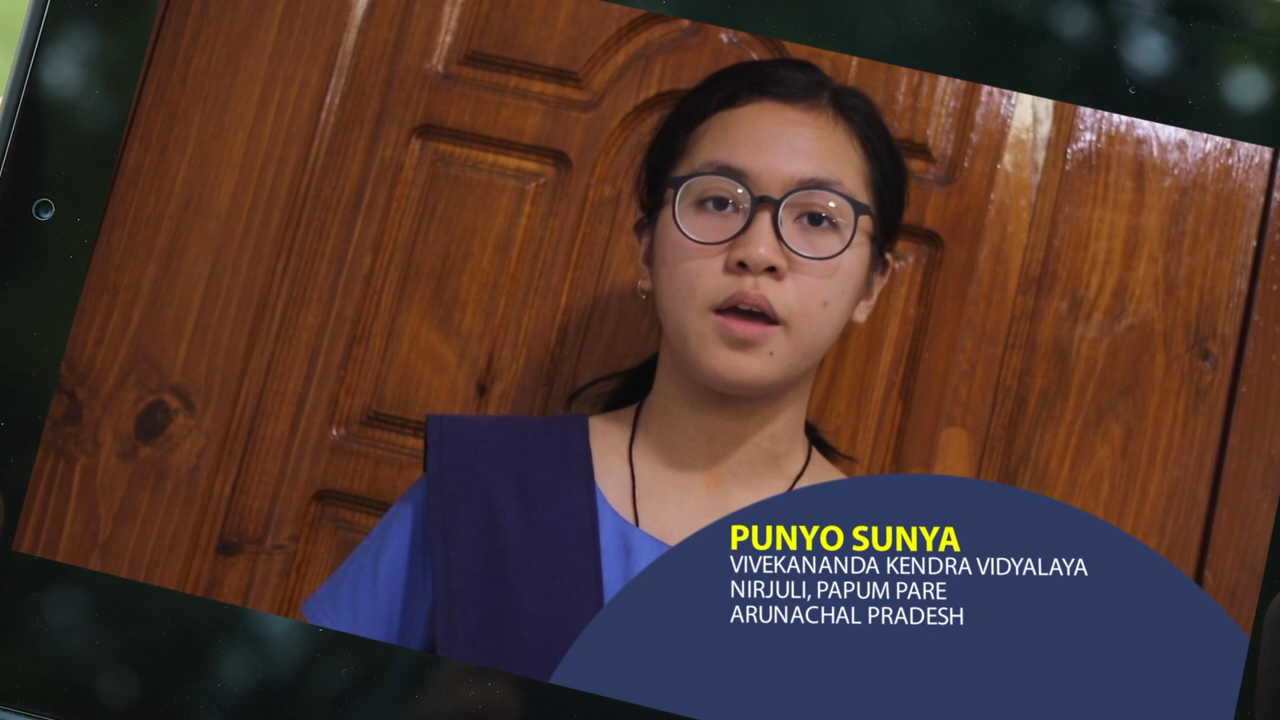 PUNYO SUNYA
VIVEKANANDA KENDRA VIDYALAYA
NIRJULI, PAPUM PARE
ARUNACHAL PRADESH